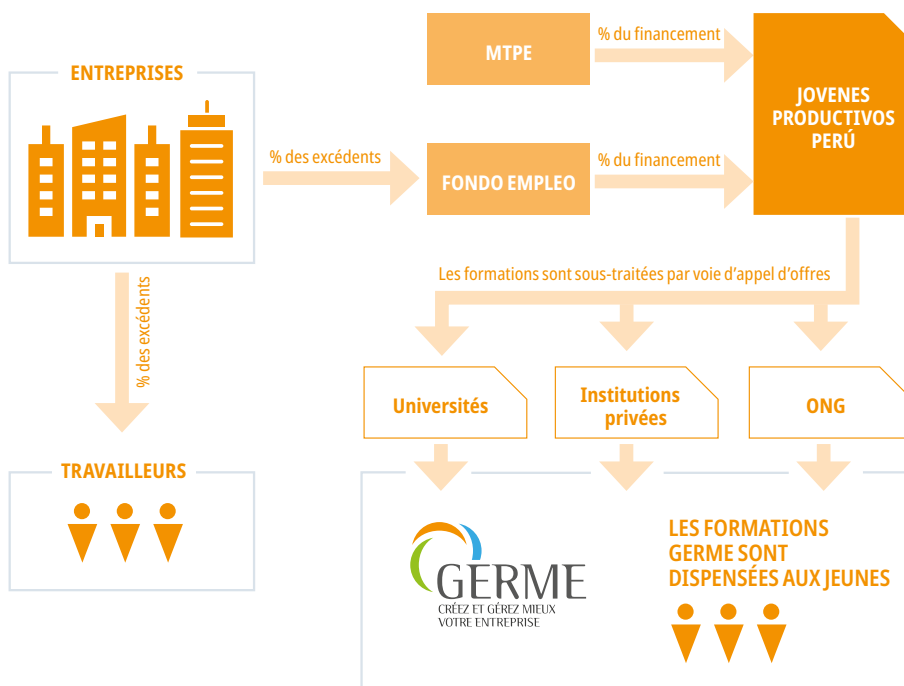 ENTREPRISES
% des excédents
MTPE
% du financement
FONDO EMPLEO
% du financement
JOVENES
PRODUCTIVOS
PERÚ
% des excédents
Les formations sont sous-traitées par voie d'appel d'offres
Universités
Institutions
privées
ONG
TRAVAILLEURS
GERME
CRÉEZ ET GÉREZ MIEUX
VOTRE ENTREPRISE
LES FORMATIONS
GERME SONT
DISPENSÉES AUX JEUNES